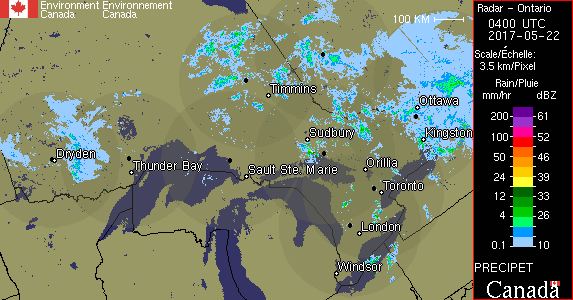 Environment Environnement
Canada Canada
100 KM
Timmins
Ottawa
Sudbury
Kingston
Dryden
Thunder Bay
Sault Ste. Marie
Orillia
Toronto
London
Windsor
Radar - Ontario
0400 UTC
2017-05-22
Scale/Échelle:
3.5 km/Pixel
Rain/Pluie
mm/hr dBZ
200 61
100 52
50 46
24 39
12 33
4 26
0.1 10
PRECIPET
Canada